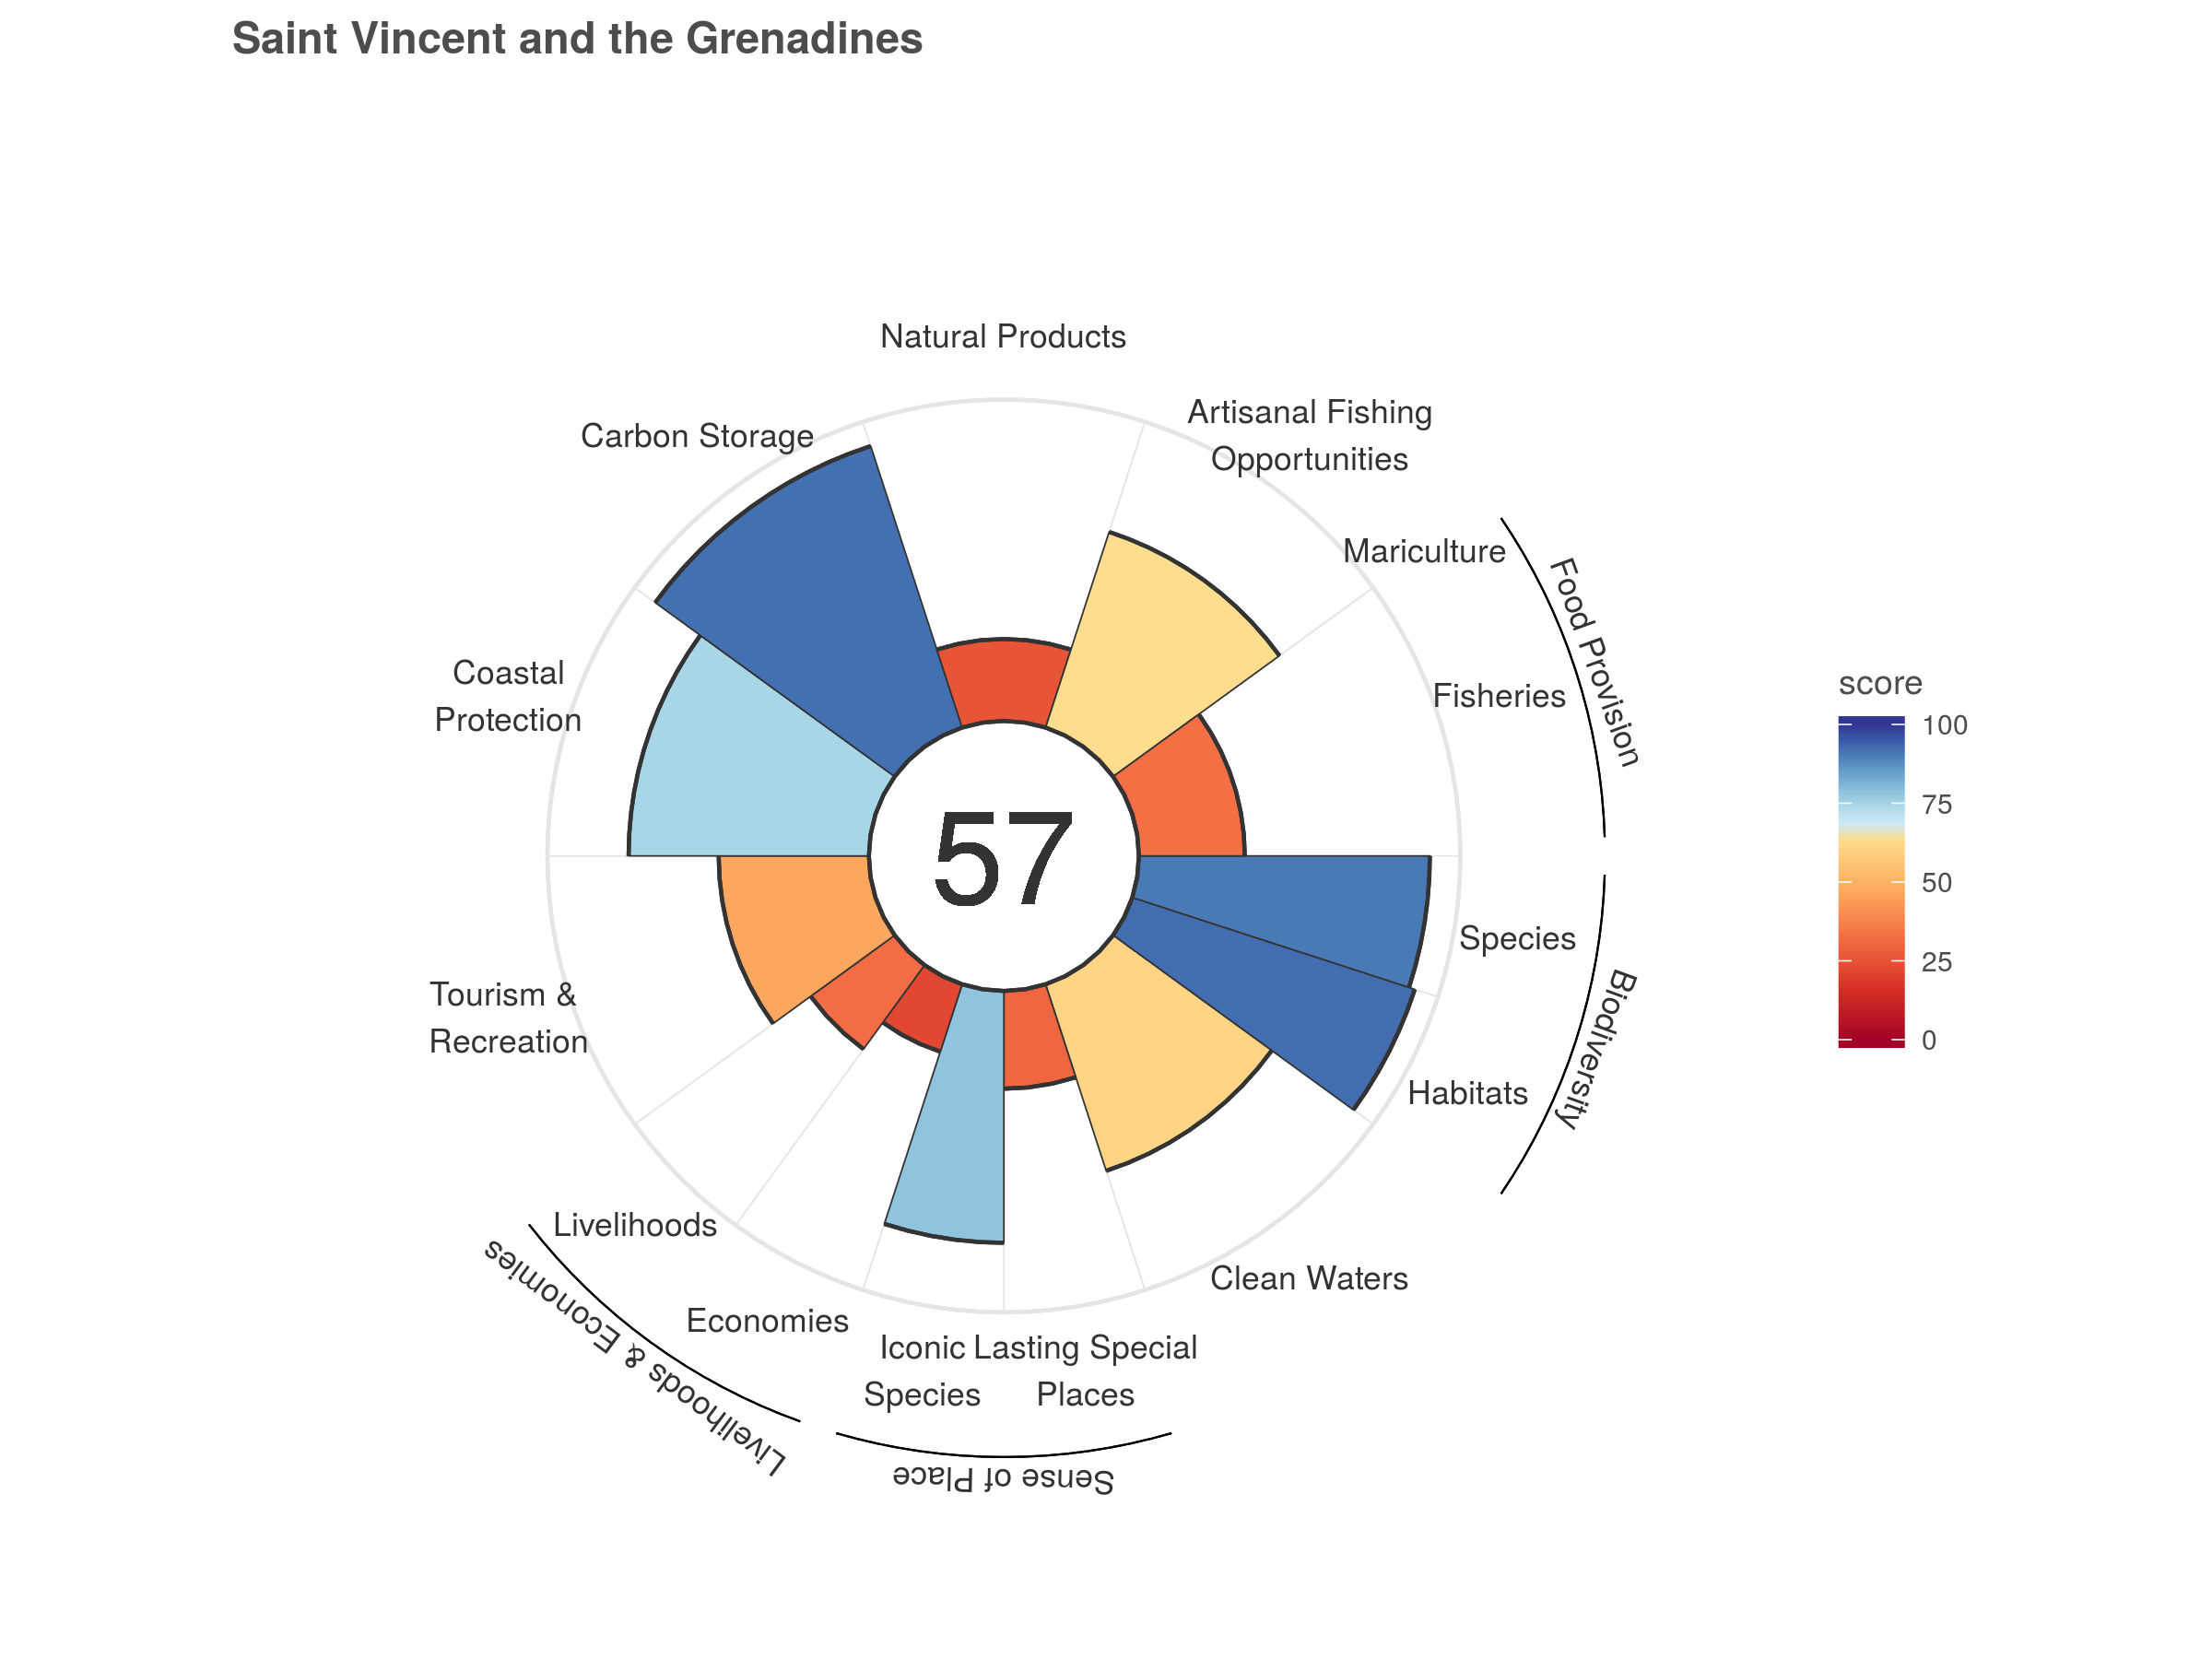 Saint Vincent and the Grenadines
Natural Products
Artisanal Fishing
Opportunities
Carbon Storage
Mariculture
Food Provision
Coastal
Protection
Fisheries
score
100
75
50
25
0
57
Species
Biodiversity
Tourism &
Recreation
Habitats
Livelihoods
Livelihoods & Economies
Clean Waters
Economies
Iconic
Species
Lasting Special
Places
Sense of Place